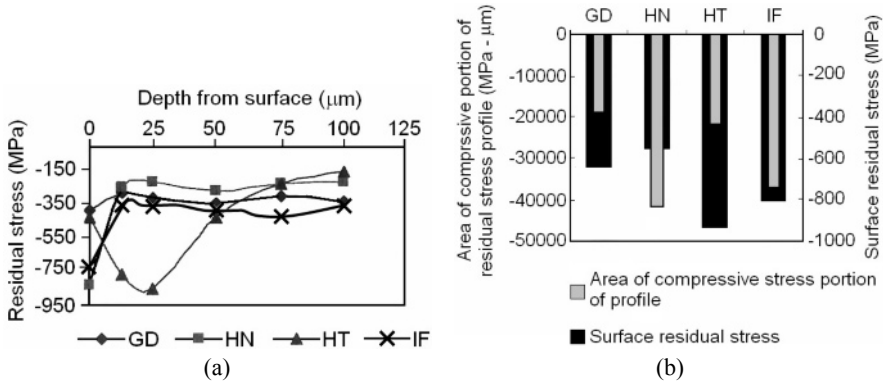 Depth from surface (µm)
0 25 50 75 100 125
Residual stress (MPa)
-150
-350
-550
-750
-950
GD HN HT IF
(a)
GD HN HT IF
Area of comprssive portion of
residual stress profile (MPa - µm)
0
-10000
-20000
-30000
-40000
-50000
0
-200
-400
-600
-800
-1000
Surface residual stress (MPa)
Area of compressive stress portion
of profile
Surface residual stress
(b)